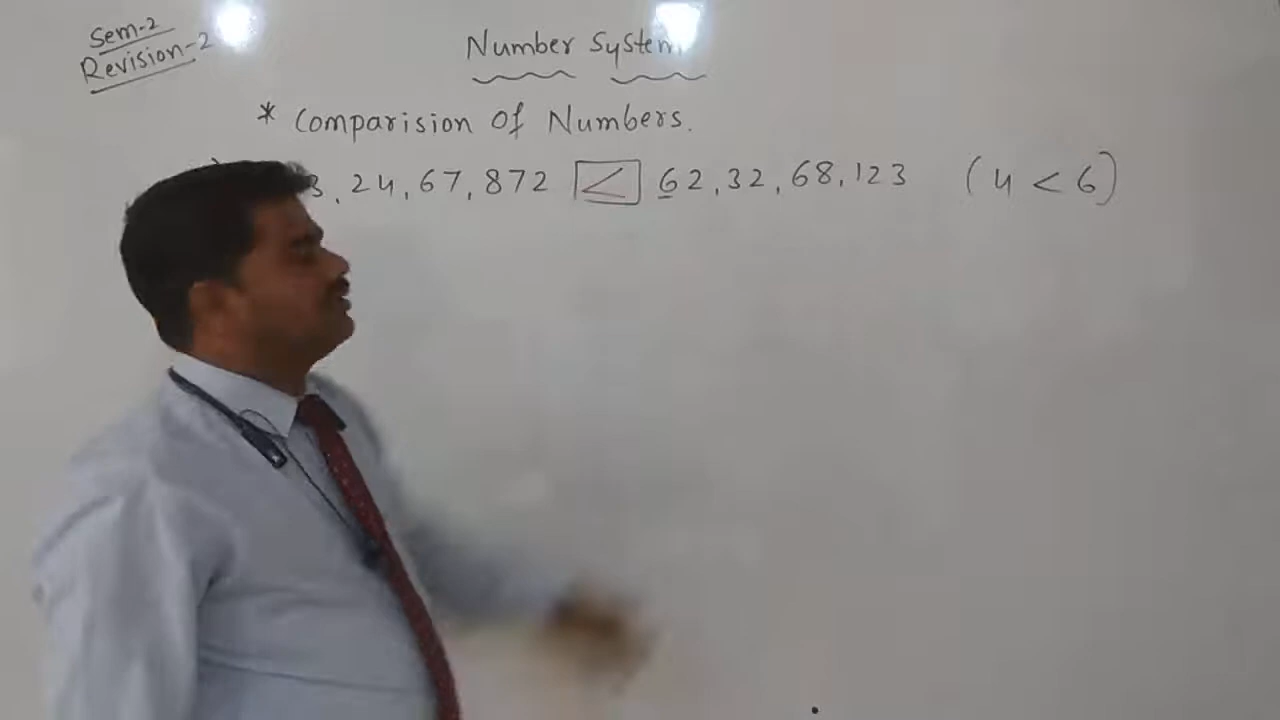 Sem-2
Revision-2
Number System
* Comparision Of Numbers.
3,24,67,872 < 62,32,68,123 (4 < 6)